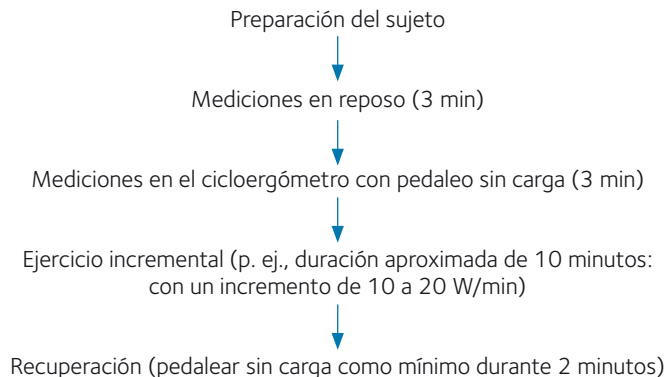 Preparación del sujeto
Mediciones en reposo (3 min)
Mediciones en el cicloergómetro con pedaleo sin carga (3 min)
Ejercicio incremental (p. ej., duración aproximada de 10 minutos:
con un incremento de 10 a 20 W/min)
Recuperación (pedalear sin carga como mínimo durante 2 minutos)